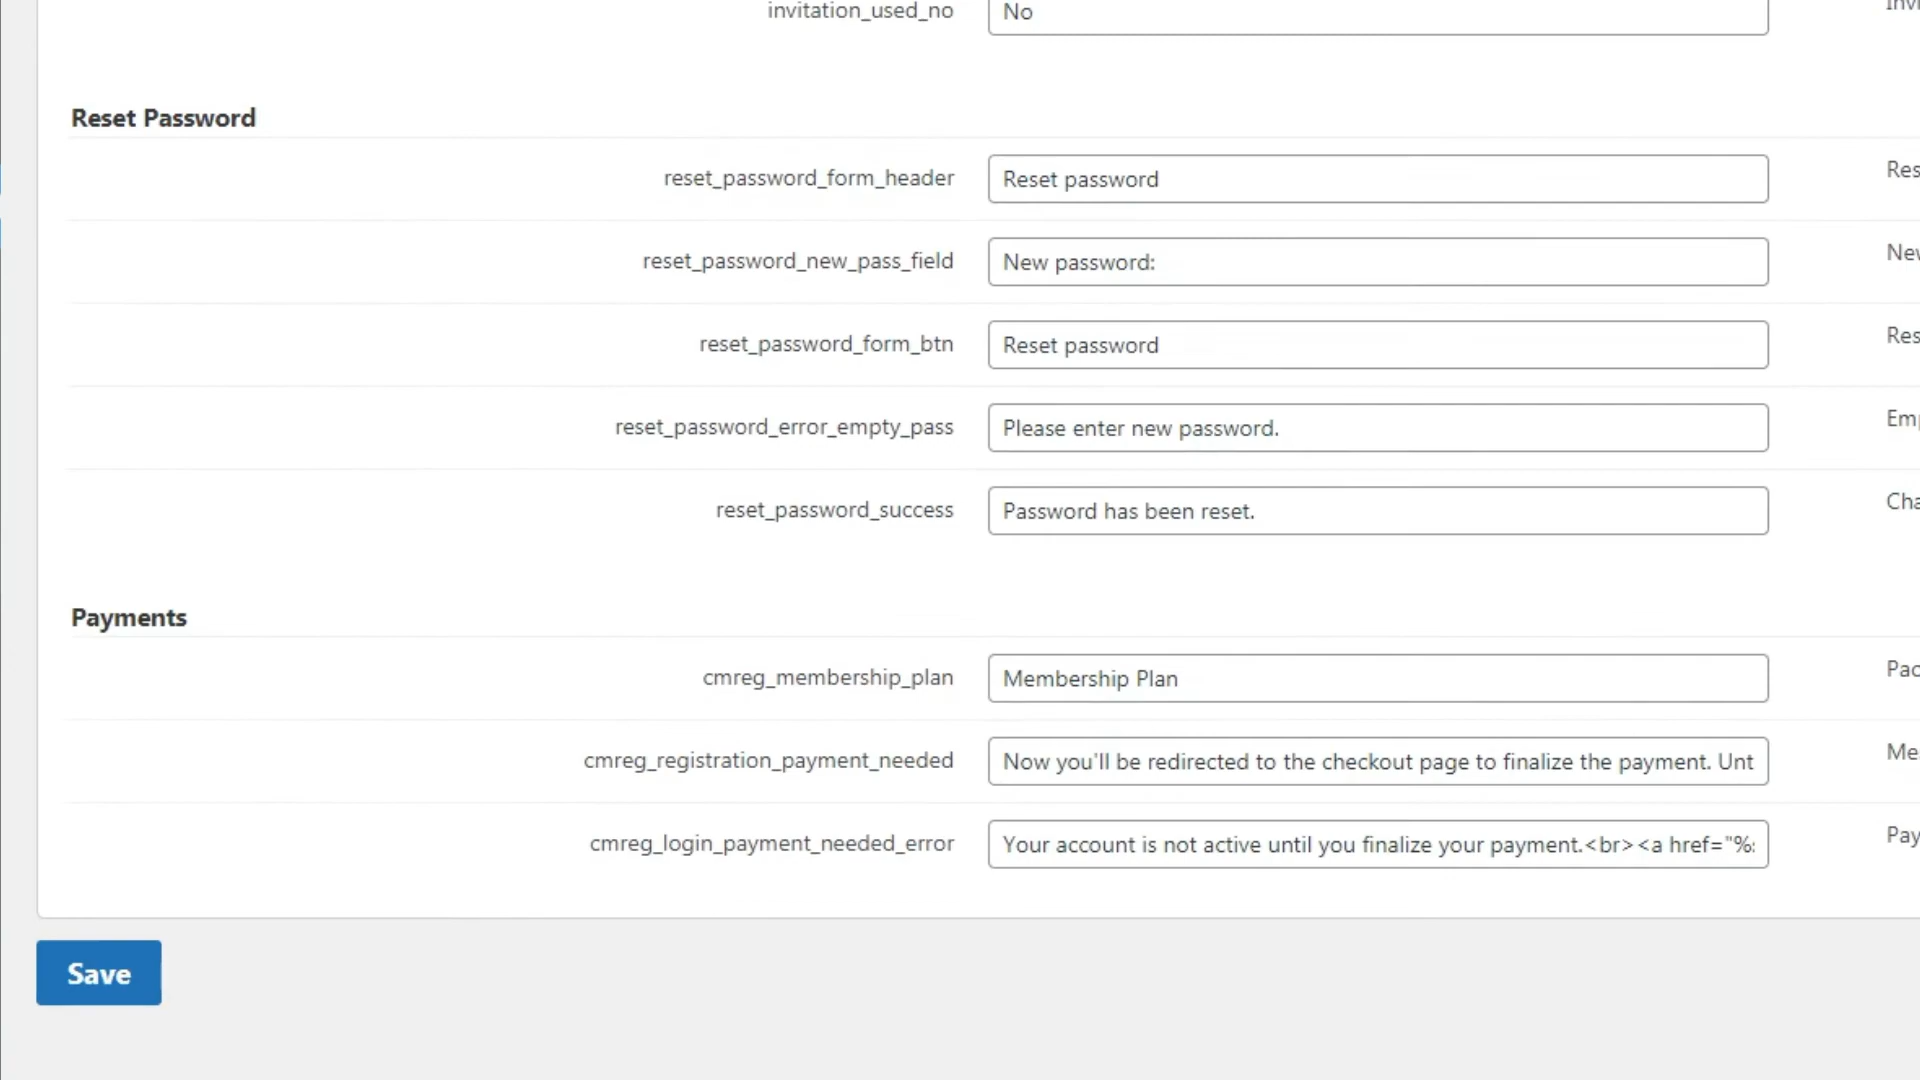 invitation_used_no No
Reset Password
reset_password_form_header Reset password Res
reset_password_new_pass_field New password: New
reset_password_form_btn Reset password Res
reset_password_error_empty_pass Please enter new password. Emp
reset_password_success Password has been reset. Cha
Payments
cmreg_membership_plan Membership Plan Pac
cmreg_registration_payment_needed Now you'll be redirected to the checkout page to finalize the payment. Unt Mes
cmreg_login_payment_needed_error Your account is not active until you finalize your payment.<br><a href="% Pay
Save